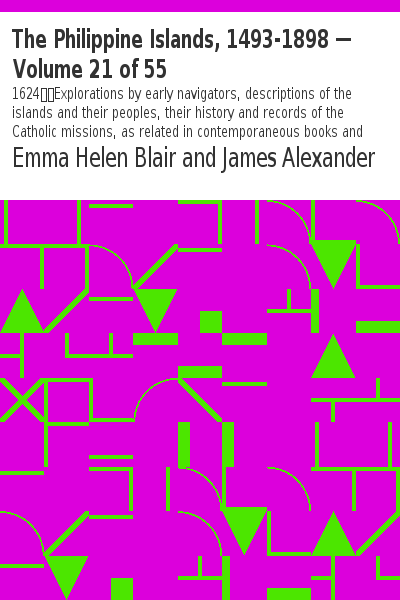 The Philippine Islands, 1493-1898 —
Volume 21 of 55
1624□□Explorations by early navigators, descriptions of the
islands and their peoples, their history and records of the
Catholic missions, as related in contemporaneous books and
Emma Helen Blair and James Alexander